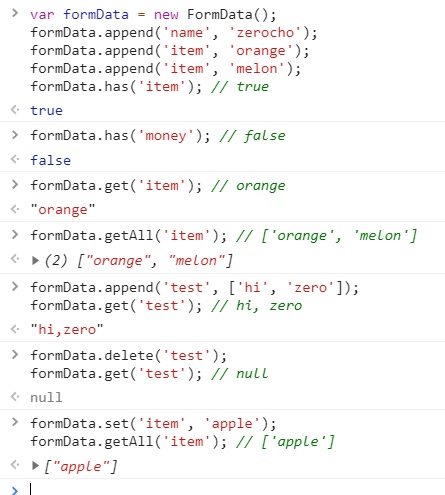 > var formData = new FormData();
formData.append('name', 'zerocho');
formData.append('item', 'orange');
formData.append('item', 'melon');
formData.has('item'); // true
<· true
> formData.has('money'); // false
<· false
> formData.get('item'); // orange
<· "orange"
> formData.getAll('item'); // ['orange', 'melon']
<· ▶(2) ["orange", "melon"]
> formData.append('test', ['hi', 'zero']);
formData.get('test'); // hi, zero
<· "hi,zero"
> formData.delete('test');
formData.get('test'); // null
<· null
> formData.set('item', 'apple');
formData.getAll('item'); // ['apple']
<· ▶["apple"]
>